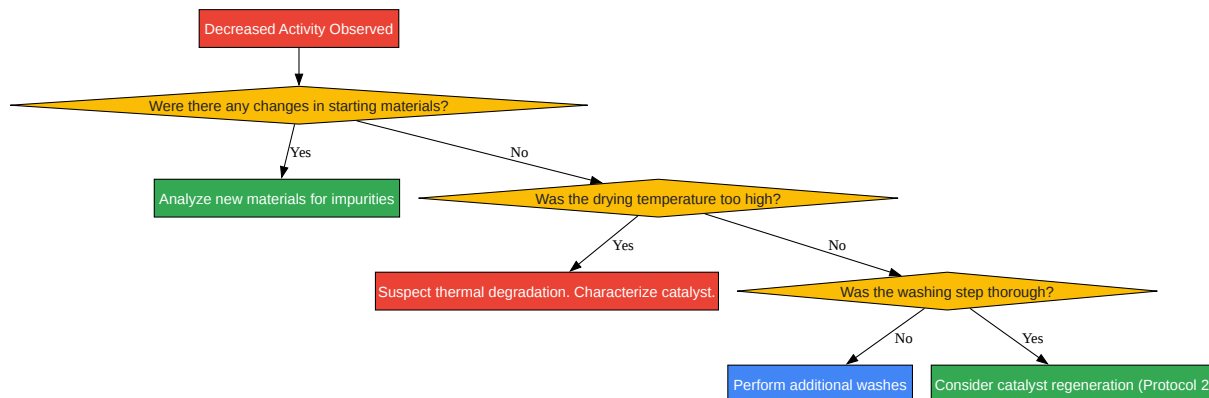 Decreased Activity Observed
Were there any changes in starting materials?
Yes
No
Analyze new materials for impurities
Was the drying temperature too high?
Yes
No
Suspect thermal degradation. Characterize catalyst.
Was the washing step thorough?
No
Yes
Perform additional washes
Consider catalyst regeneration (Protocol 2